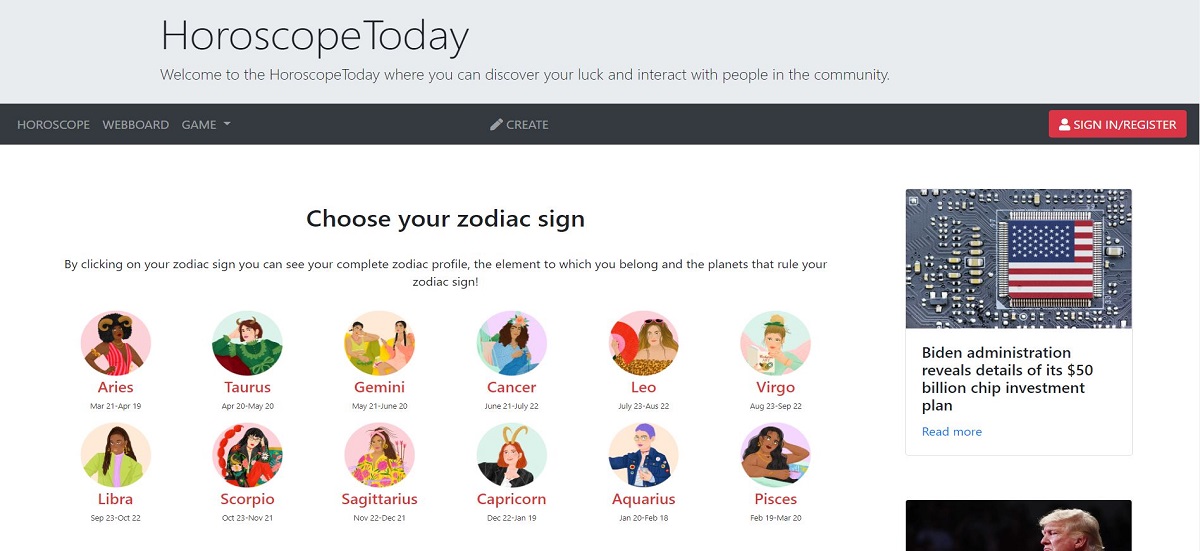 HoroscopeToday
Welcome to the HoroscopeToday where you can discover your luck and interact with people in the community.
HOROSCOPE WEBBOARD GAME CREATE SIGN IN/REGISTER
Choose your zodiac sign
By clicking on your zodiac sign you can see your complete zodiac profile, the element to which you belong and the planets that rule your
zodiac sign!
Aries Taurus Gemini Cancer Leo Virgo
Mar 21-Apr 19 Apr 20-May 20 May 21-June 20 June 21-July 22 July 23-Aus 22 Aug 23-Sep 22
Libra Scorpio Sagittarius Capricorn Aquarius Pisces
Sep 23-Oct 22 Oct 23-Nov 21 Nov 22-Dec 21 Dec 22-Jan 19 Jan 20-Feb 18 Feb 19-Mar 20
Biden administration
reveals details of its $50
billion chip investment
plan
Read more